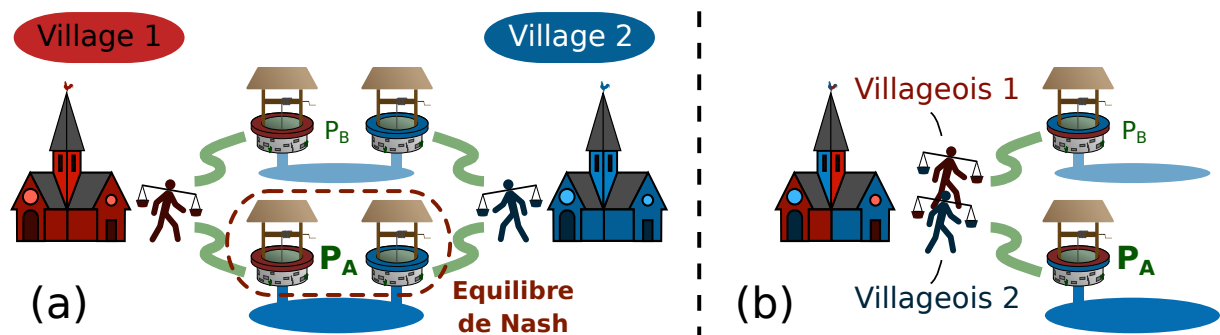 Village 1
Village 2
P_B
P_A
Equilibre
de Nash
(a)
Villageois 1
P_B
P_A
Villageois 2
(b)